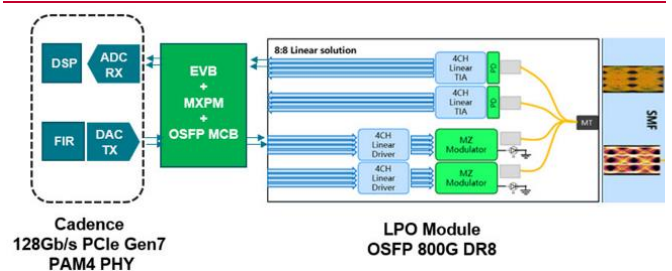 8:8 Linear solution
DSP
ADC
RX
FIR
DAC
TX
EVB
+
MXPM
+
OSFP MCB
4CH
Linear
TIA
PD
4CH
Linear
TIA
PD
4CH
Linear
Driver
MZ
Modulator
4CH
Linear
Driver
MZ
Modulator
MT
SMF
Cadence
128Gb/s PCIe Gen7
PAM4 PHY
LPO Module
OSFP 800G DR8